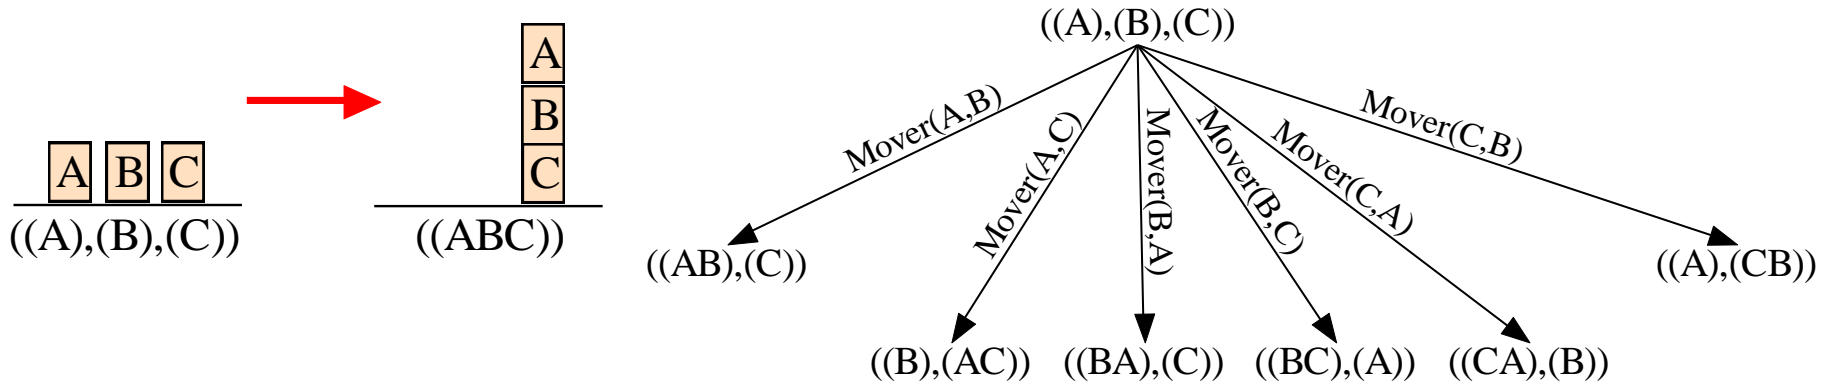 A B C
((A),(B),(C))
A
B
C
((ABC))
((A),(B),(C))
Mover(A,B)
Mover(A,C)
Mover(B,A)
Mover(B,C)
Mover(C,A)
Mover(C,B)
((AB),(C))
((B),(AC))
((BA),(C))
((BC),(A))
((CA),(B))
((A),(CB))